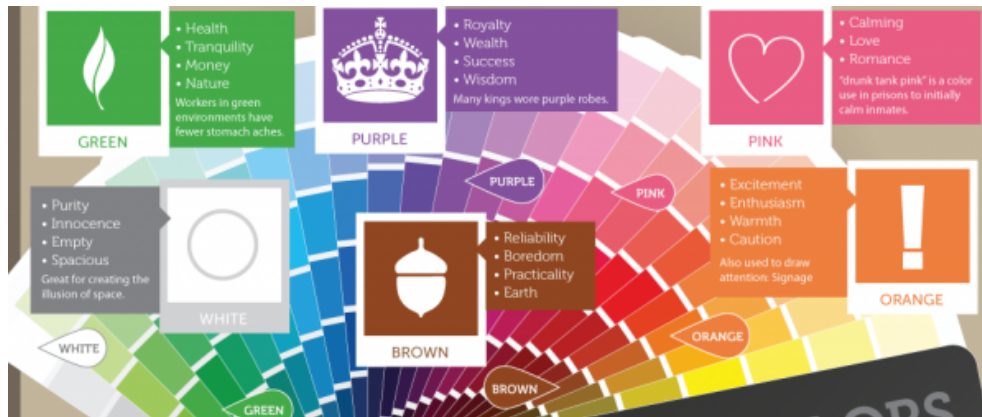 • Health
• Tranquility
• Money
• Nature
Workers in green
environments have
fewer stomach aches.
GREEN
• Royalty
• Wealth
• Success
• Wisdom
Many kings wore purple robes.
PURPLE
• Calming
• Love
• Romance
"drunk tank pink" is a color
use in prisons to initially
calm inmates.
PINK
• Purity
• Innocence
• Empty
• Spacious
Great for creating the
illusion of space.
WHITE
• Reliability
• Boredom
• Practicality
• Earth
BROWN
• Excitement
• Enthusiasm
• Warmth
• Caution
Also used to draw
attention: Signage
ORANGE
PURPLE
PINK
WHITE
ORANGE
BROWN
GREEN